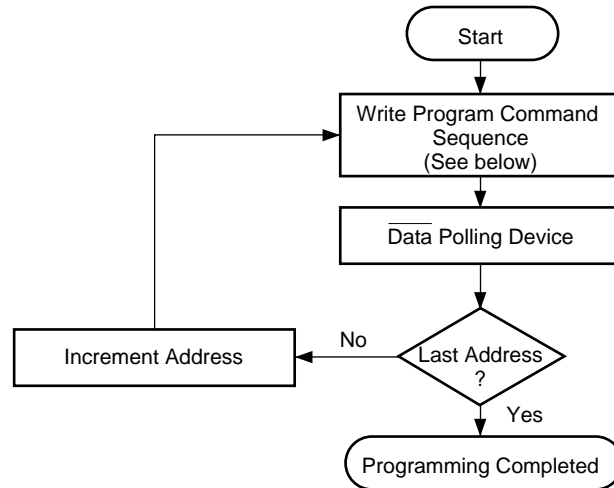 Start
Write Program Command
Sequence
(See below)
Data Polling Device
No
Increment Address
Last Address
?
Yes
Programming Completed